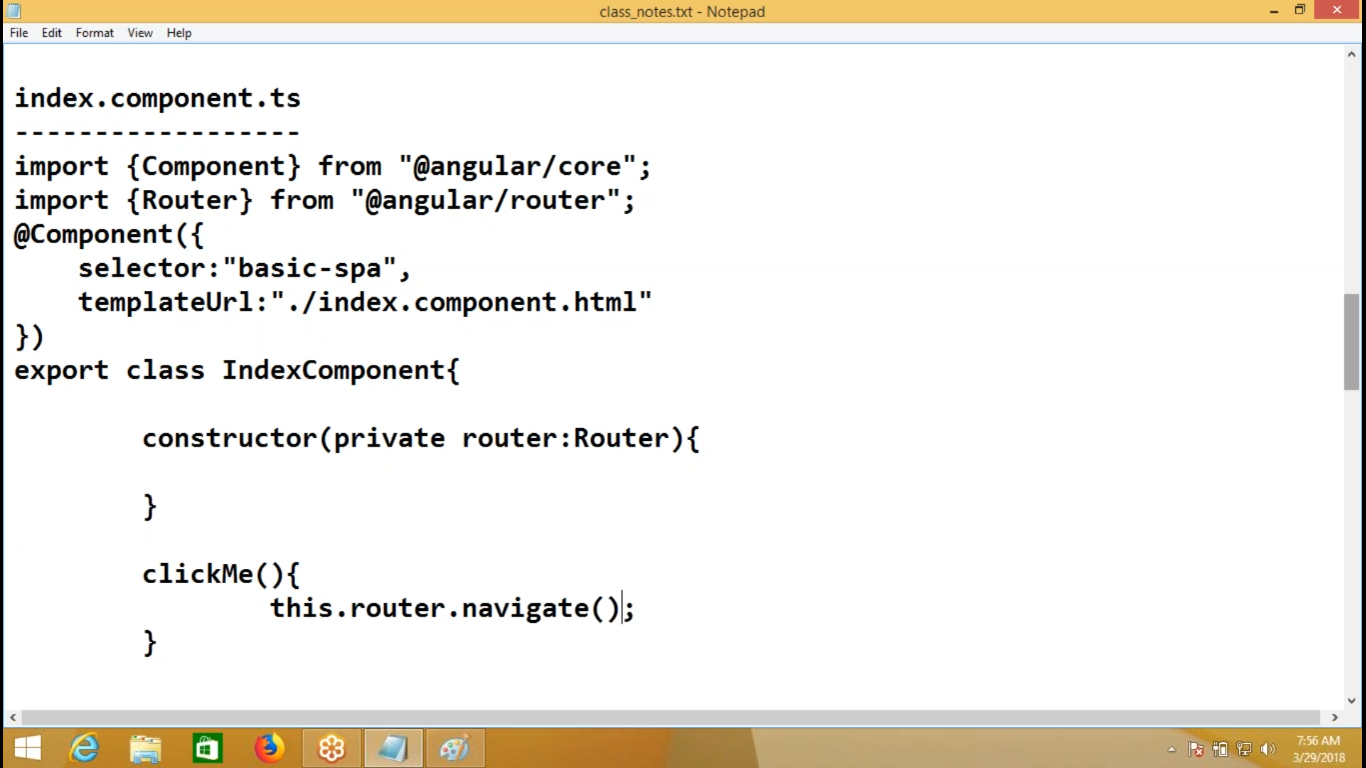 class_notes.txt - Notepad
File Edit Format View Help
index.component.ts
------------------
import {Component} from "@angular/core";
import {Router} from "@angular/router";
@Component({
    selector:"basic-spa",
    templateUrl:"./index.component.html"
})
export class IndexComponent{
        constructor(private router:Router){
        }
        clickMe(){
                this.router.navigate();
        }
7:56 AM
3/29/2018